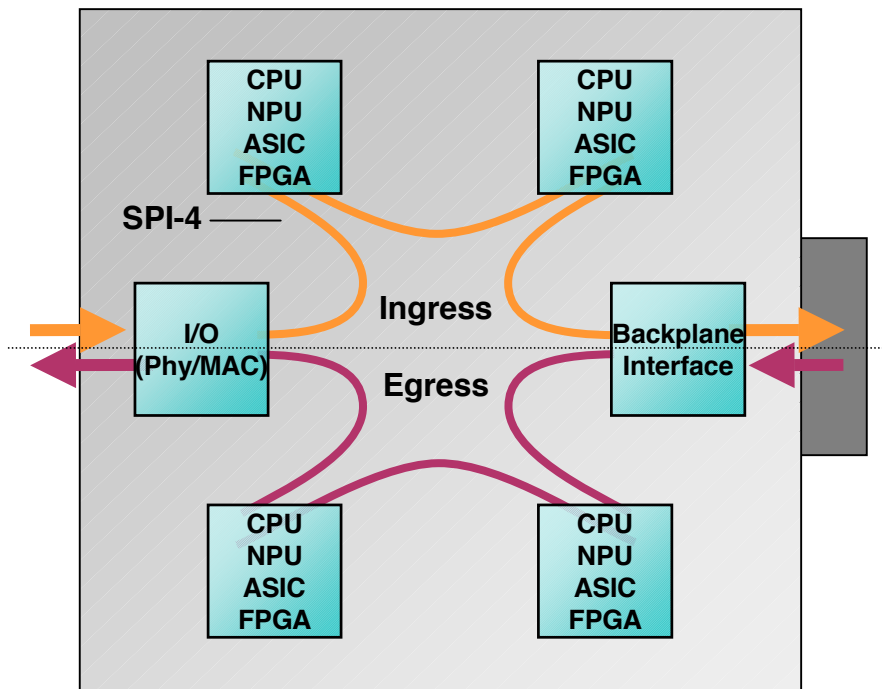 CPU
NPU
ASIC
FPGA
CPU
NPU
ASIC
FPGA
SPI-4
Ingress
I/O
(Phy/MAC)
Backplane
Interface
Egress
CPU
NPU
ASIC
FPGA
CPU
NPU
ASIC
FPGA